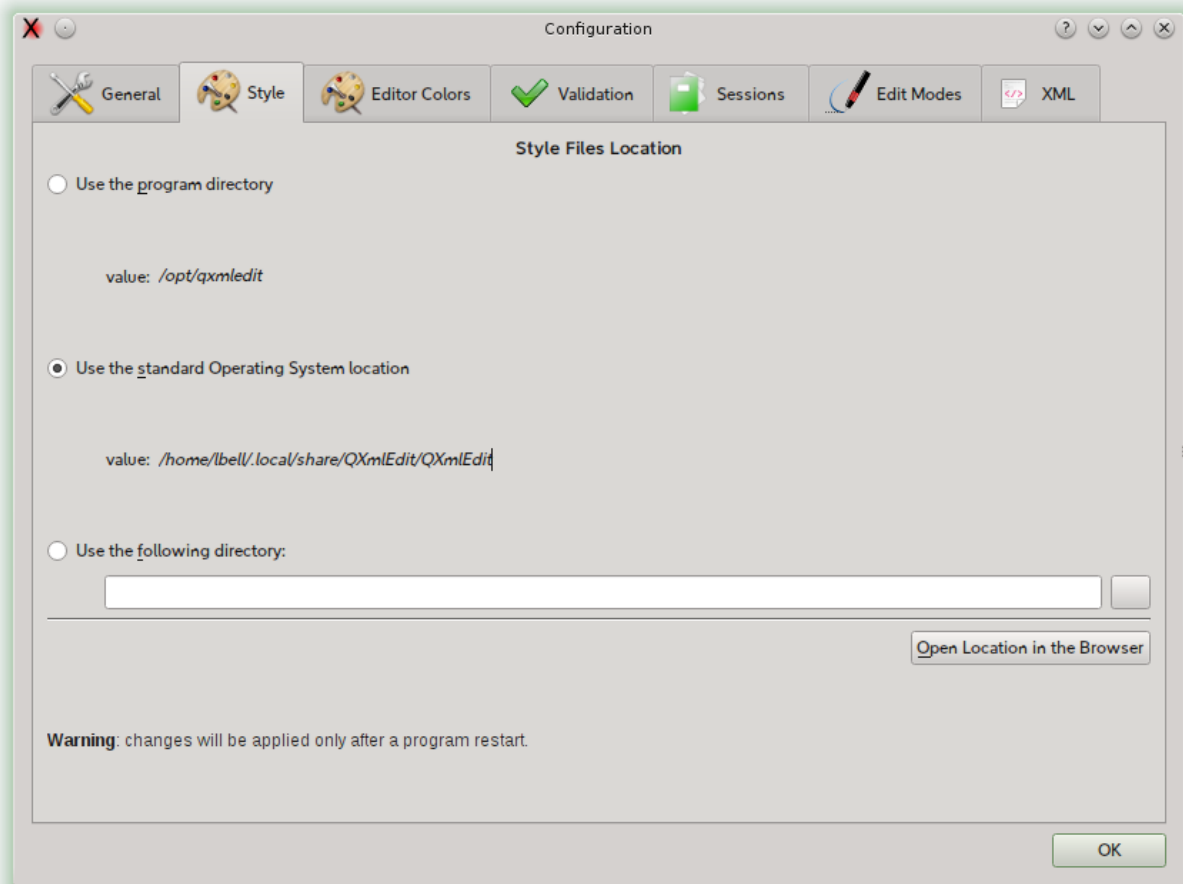 Configuration
General Style Editor Colors Validation Sessions Edit Modes XML
Style Files Location
Use the program directory
value: /opt/qxmledit
Use the standard Operating System location
value: /home/lbell/.local/share/QXmlEdit/QXmlEdit
Use the following directory:
Open Location in the Browser
Warning: changes will be applied only after a program restart.
OK